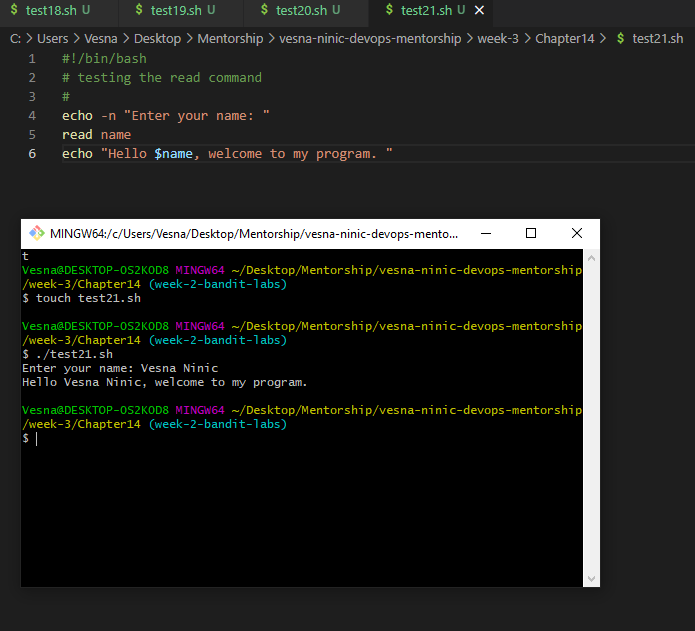 $ test18.sh U $ test19.sh U $ test20.sh U $ test21.sh U
C: > Users > Vesna > Desktop > Mentorship > vesna-ninic-devops-mentorship > week-3 > Chapter14 > $ test21.sh
1 #!/bin/bash
2 # testing the read command
3 #
4 echo -n "Enter your name: "
5 read name
6 echo "Hello $name, welcome to my program. "
MINGW64:/c/Users/Vesna/Desktop/Mentorship/vesna-ninic-devops-mento...
t
Vesna@DESKTOP-OS2KOD8 MINGW64 ~/Desktop/Mentorship/vesna-ninic-devops-mentorship
/week-3/Chapter14 (week-2-bandit-labs)
$ touch test21.sh
Vesna@DESKTOP-OS2KOD8 MINGW64 ~/Desktop/Mentorship/vesna-ninic-devops-mentorship
/week-3/Chapter14 (week-2-bandit-labs)
$ ./test21.sh
Enter your name: Vesna Ninic
Hello Vesna Ninic, welcome to my program.
Vesna@DESKTOP-OS2KOD8 MINGW64 ~/Desktop/Mentorship/vesna-ninic-devops-mentorship
/week-3/Chapter14 (week-2-bandit-labs)
$